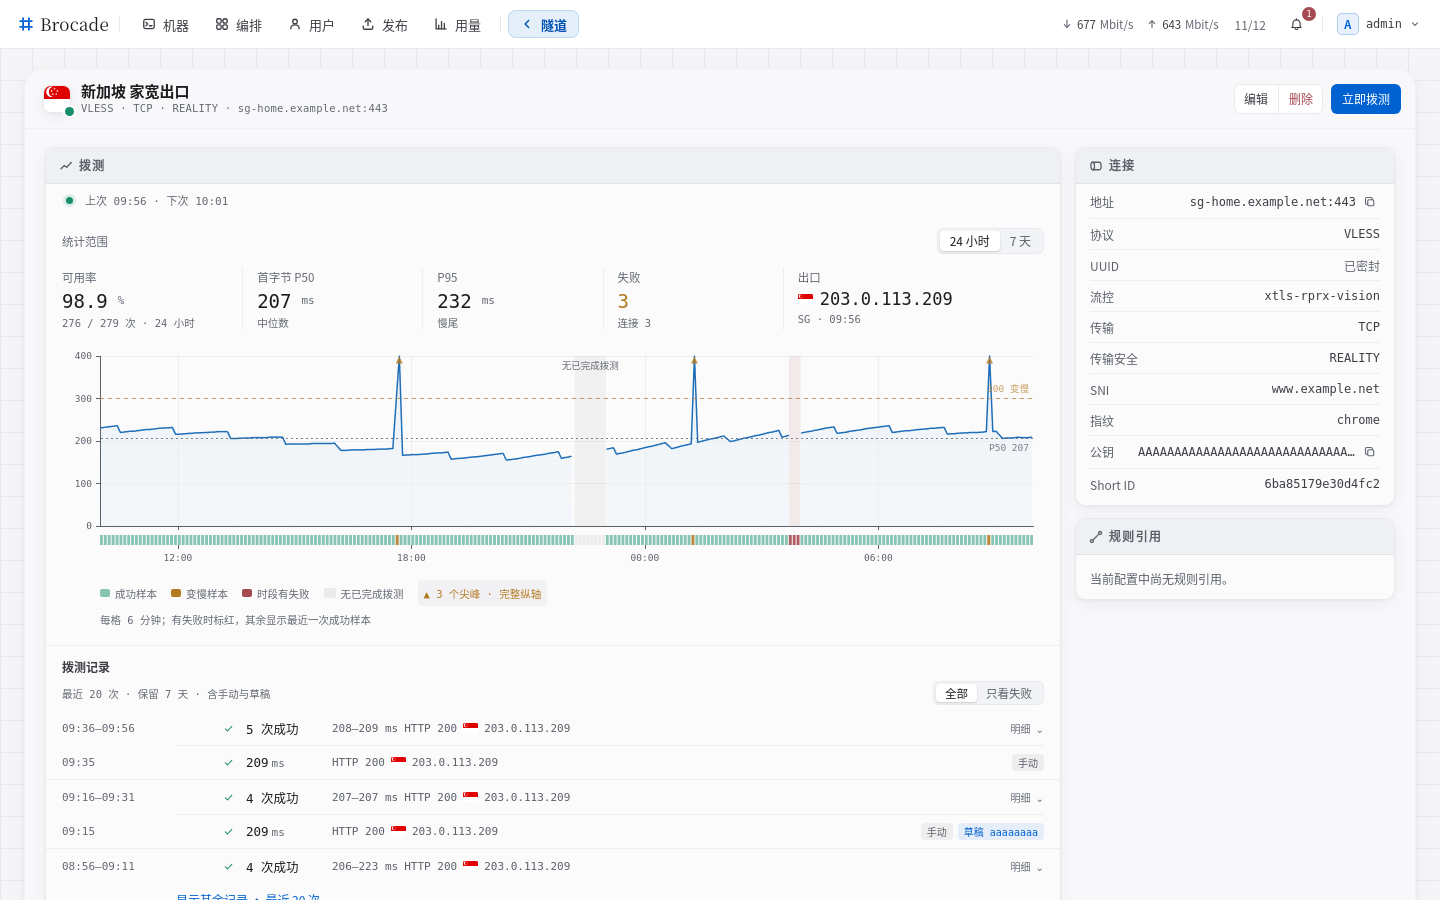 Brocade
机器
编排
用户
发布
用量
隧道
677 Mbit/s
643 Mbit/s
11/12
1
A
admin
新加坡 家宽出口
VLESS · TCP · REALITY · sg-home.example.net:443
编辑
删除
立即拨测
拨测
上次 09:56 · 下次 10:01
统计范围
24 小时
7 天
可用率
98.9 %
276 / 279 次 · 24 小时
首字节 P50
207 ms
中位数
P95
232 ms
慢尾
失败
3
连接 3
出口
203.0.113.209
SG · 09:56
400
300
200
100
0
无已完成拨测
00 变慢
P50 207
12:00
18:00
00:00
06:00
成功样本
变慢样本
时段有失败
无已完成拨测
▲ 3 个尖峰 · 完整纵轴
每格 6 分钟；有失败时标红，其余显示最近一次成功样本
拨测记录
最近 20 次 · 保留 7 天 · 含手动与草稿
全部
只看失败
09:36–09:56 5 次成功 208–209 ms HTTP 200 203.0.113.209 明细
09:35 209 ms HTTP 200 203.0.113.209 手动
09:16–09:31 4 次成功 207–207 ms HTTP 200 203.0.113.209 明细
09:15 209 ms HTTP 200 203.0.113.209 手动 草稿 aaaaaaaa
08:56–09:11 4 次成功 206–223 ms HTTP 200 203.0.113.209 明细
显示其余记录 · 最近 20 次
连接
地址 sg-home.example.net:443
协议 VLESS
UUID 已密封
流控 xtls-rprx-vision
传输 TCP
传输安全 REALITY
SNI www.example.net
指纹 chrome
公钥 AAAAAAAAAAAAAAAAAAAAAAAAAAAAA…
Short ID 6ba85179e30d4fc2
规则引用
当前配置中尚无规则引用。